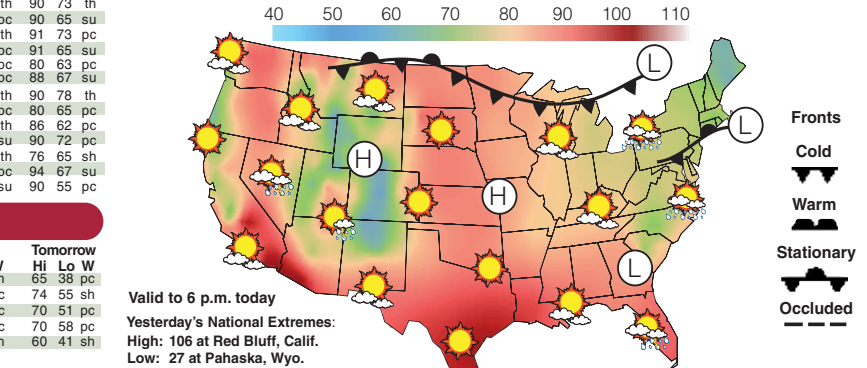 th 90 73 th
pc 90 65 su
th 91 73 pc
pc 91 65 su
pc 80 63 pc
pc 88 67 su
th 90 78 th
pc 80 65 pc
th 86 62 pc
su 90 72 pc
th 76 65 sh
pc 94 67 su
su 90 55 pc
Tomorrow
W Hi Lo W
65 38 pc
c 74 55 sh
c 70 51 pc
c 70 58 pc
60 41 sh
40 50 60 70 80 90 100 110
L
L
H
H
L
Fronts
Cold
Warm
Stationary
Occluded
Valid to 6 p.m. today
Yesterday's National Extremes:
High: 106 at Red Bluff, Calif.
Low: 27 at Pahaska, Wyo.